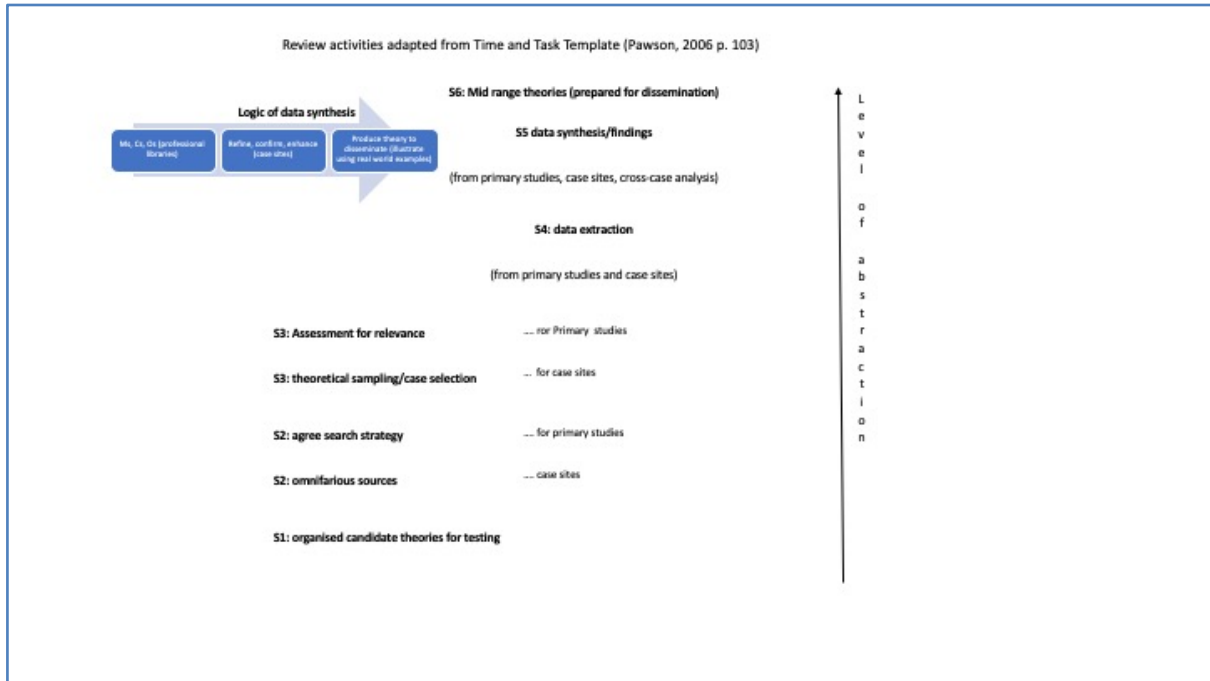 Review activities adapted from Time and Task Template (Pawson, 2006 p. 103)
S6: Mid range theories (prepared for dissemination)
Logic of data synthesis
Ms, Cs, Os (professional
libraries)
Refine, confirm, enhance
(case sites)
Produce theory to
disseminate (illustrate
using real world examples)
S5 data synthesis/findings
(from primary studies, case sites, cross-case analysis)
S4: data extraction
(from primary studies and case sites)
S3: Assessment for relevance
.... ror Primary studies
S3: theoretical sampling/case selection
... for case sites
S2: agree search strategy
.... for primary studies
S2: omnifarious sources
.... case sites
S1: organised candidate theories for testing
Level of abstraction